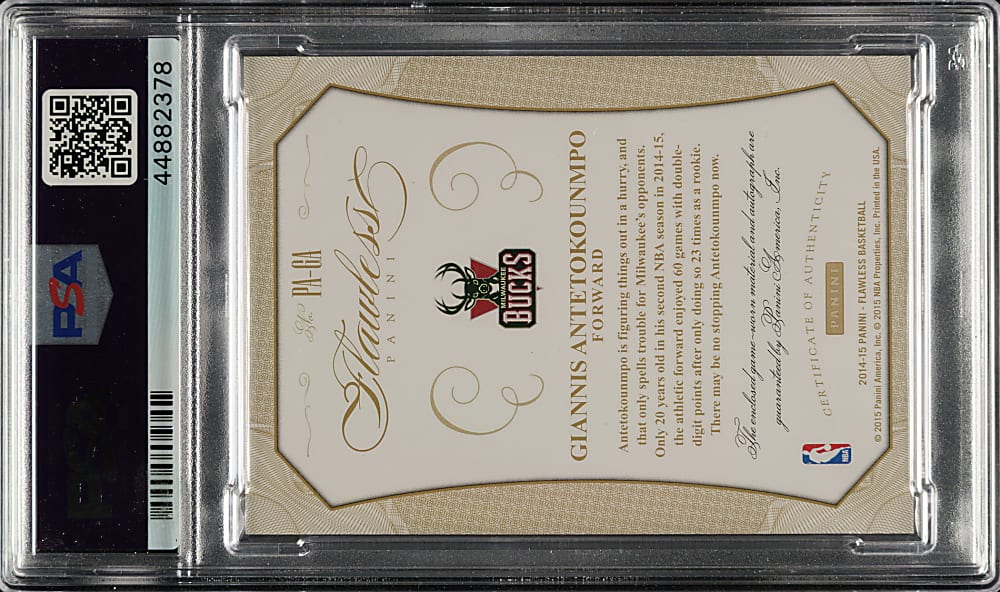 PSA
44882378
No. PA-GA
Flawless
PANINI
MILWAUKEE
BUCKS
GIANNIS ANTETOKOUNMPO
FORWARD
Antetokounmpo is figuring things out in a hurry, and
that only spells trouble for Milwaukee's opponents.
Only 20 years old in this second NBA season in 2014-15,
the athletic forward enjoyed 60 games with double-
digit points after only doing so 23 times as a rookie.
There may be no stopping Antetokounmpo now.
The enclosed game-worn material and autograph are
guaranteed by Panini America, Inc.
CERTIFICATE OF AUTHENTICITY
PANINI
NBA
2014-15 PANINI - FLAWLESS BASKETBALL
© 2015 Panini America, Inc. © 2015 NBA Properties, Inc. Printed in the USA.